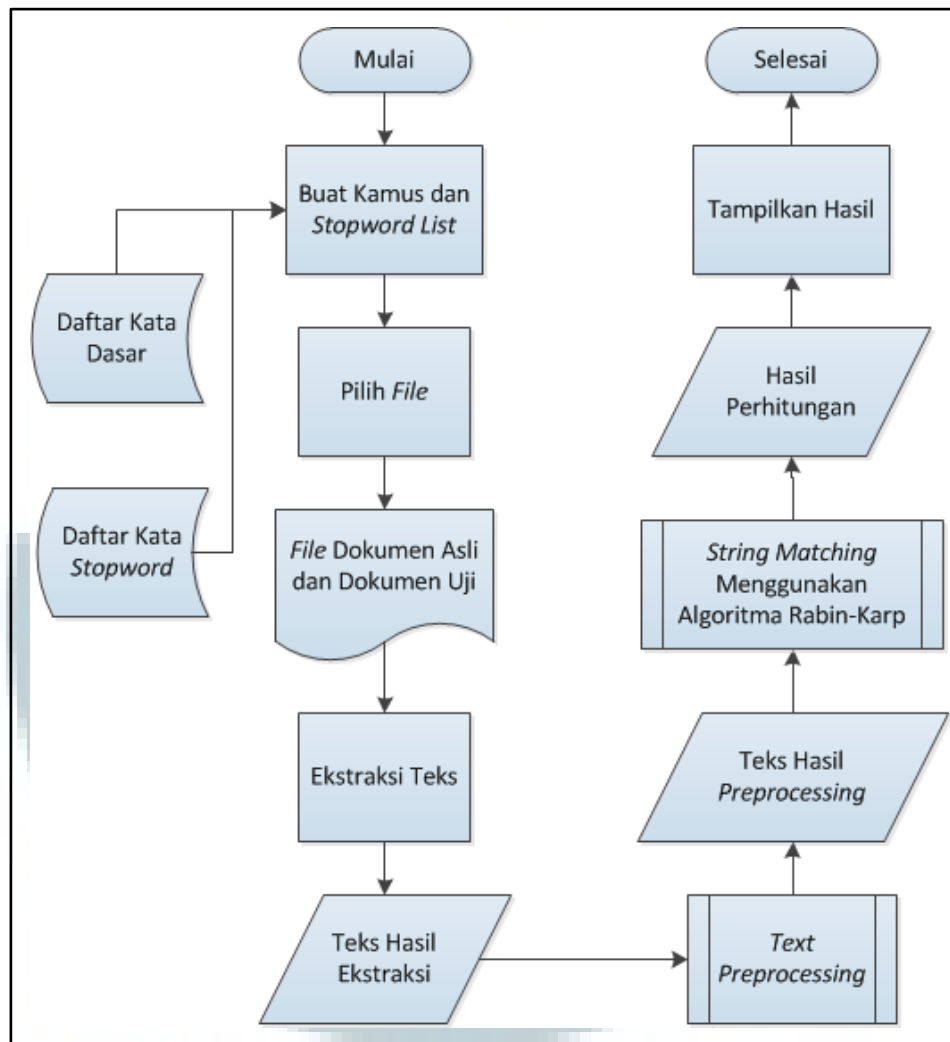 Mulai
Buat Kamus dan
Stopword List
Daftar Kata
Dasar
Pilih File
Daftar Kata
Stopword
File Dokumen Asli
dan Dokumen Uji
Ekstraksi Teks
Teks Hasil
Ekstraksi
Text
Preprocessing
Teks Hasil
Preprocessing
String Matching
Menggunakan
Algoritma Rabin-Karp
Hasil
Perhitungan
Tampilkan Hasil
Selesai